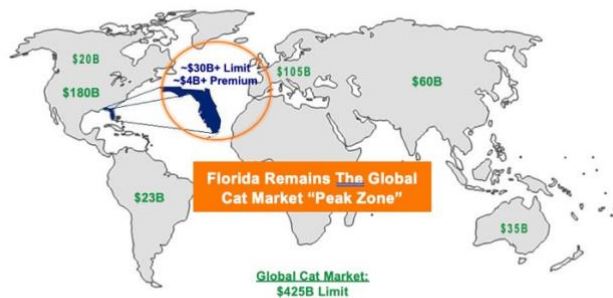 $20B
$180B
~$30B+ Limit
~$4B+ Premium
$105B
$60B
Florida Remains The Global
Cat Market “Peak Zone”
$23B
$35B
Global Cat Market:
$425B Limit